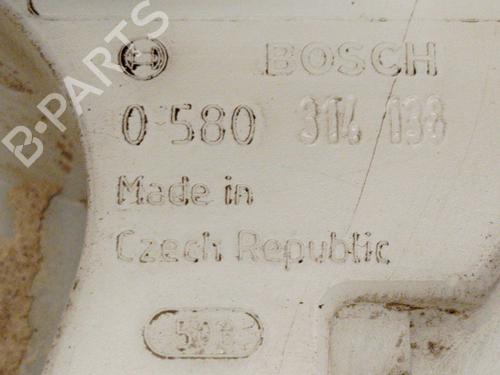 B-PARTS
BOSCH
0 580 314 138
Made in
Czech Republic